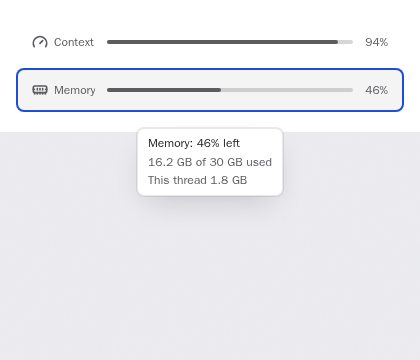 Context 94%
Memory 46%
Memory: 46% left
16.2 GB of 30 GB used
This thread 1.8 GB